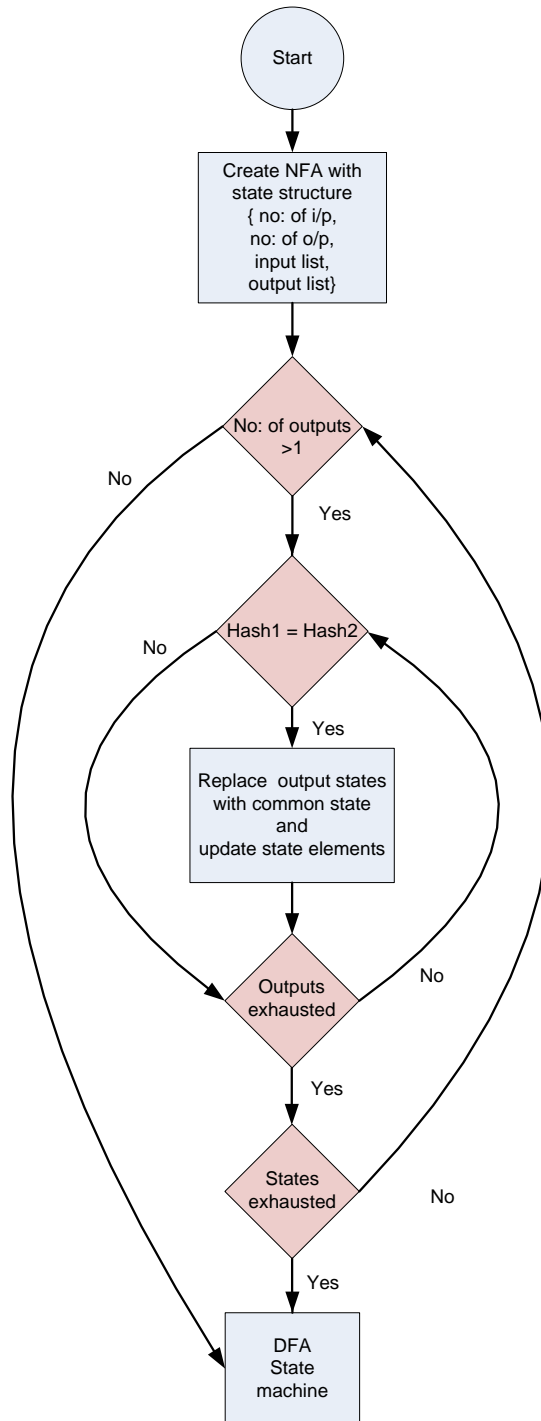 Start
Create NFA with
state structure
{ no: of i/p,
no: of o/p,
input list,
output list}
No: of outputs
>1
No
Yes
Hash1 = Hash2
No
Yes
Replace output states
with common state
and
update state elements
Outputs
exhausted
No
Yes
States
exhausted
No
Yes
DFA
State
machine